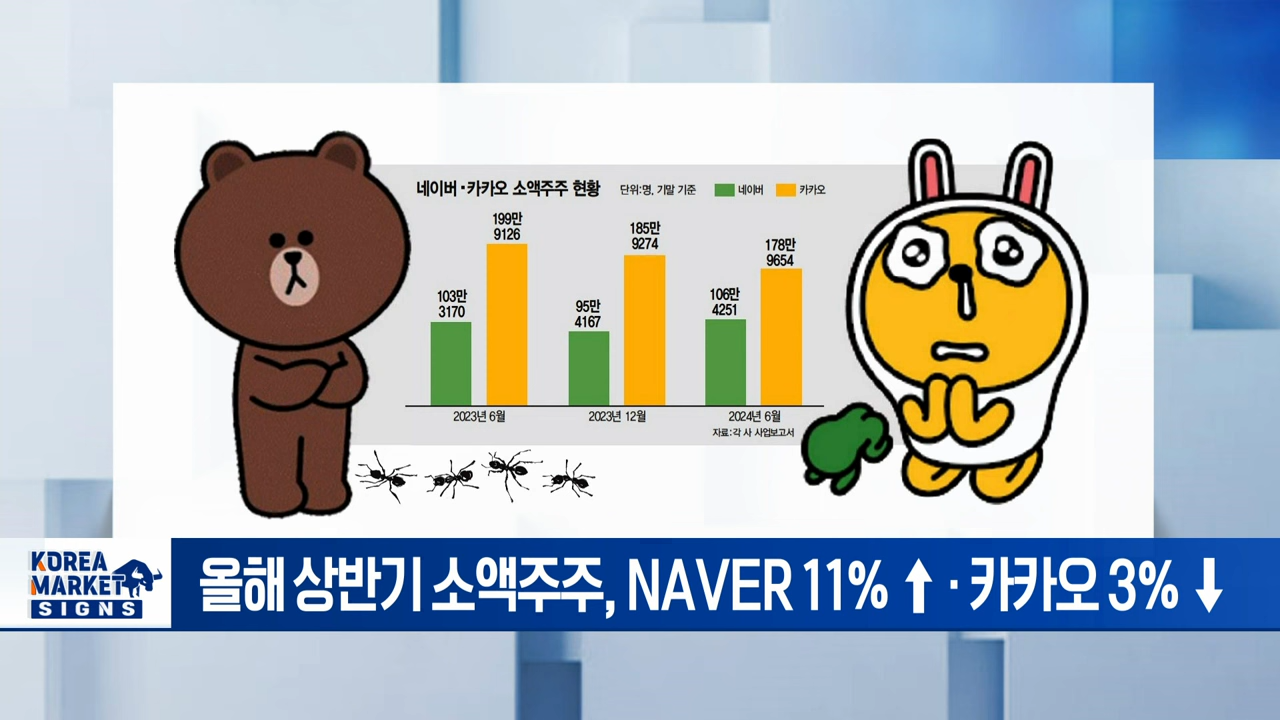 네이버·카카오 소액주주 현황
단위:명, 기말 기준
네이버
카카오
199만
9126
103만
3170
185만
9274
95만
4167
178만
9654
106만
4251
2023년 6월
2023년 12월
2024년 6월
자료:각 사 사업보고서
KOREA
MARKET
SIGNS
올해 상반기 소액주주, NAVER 11% ↑ · 카카오 3% ↓